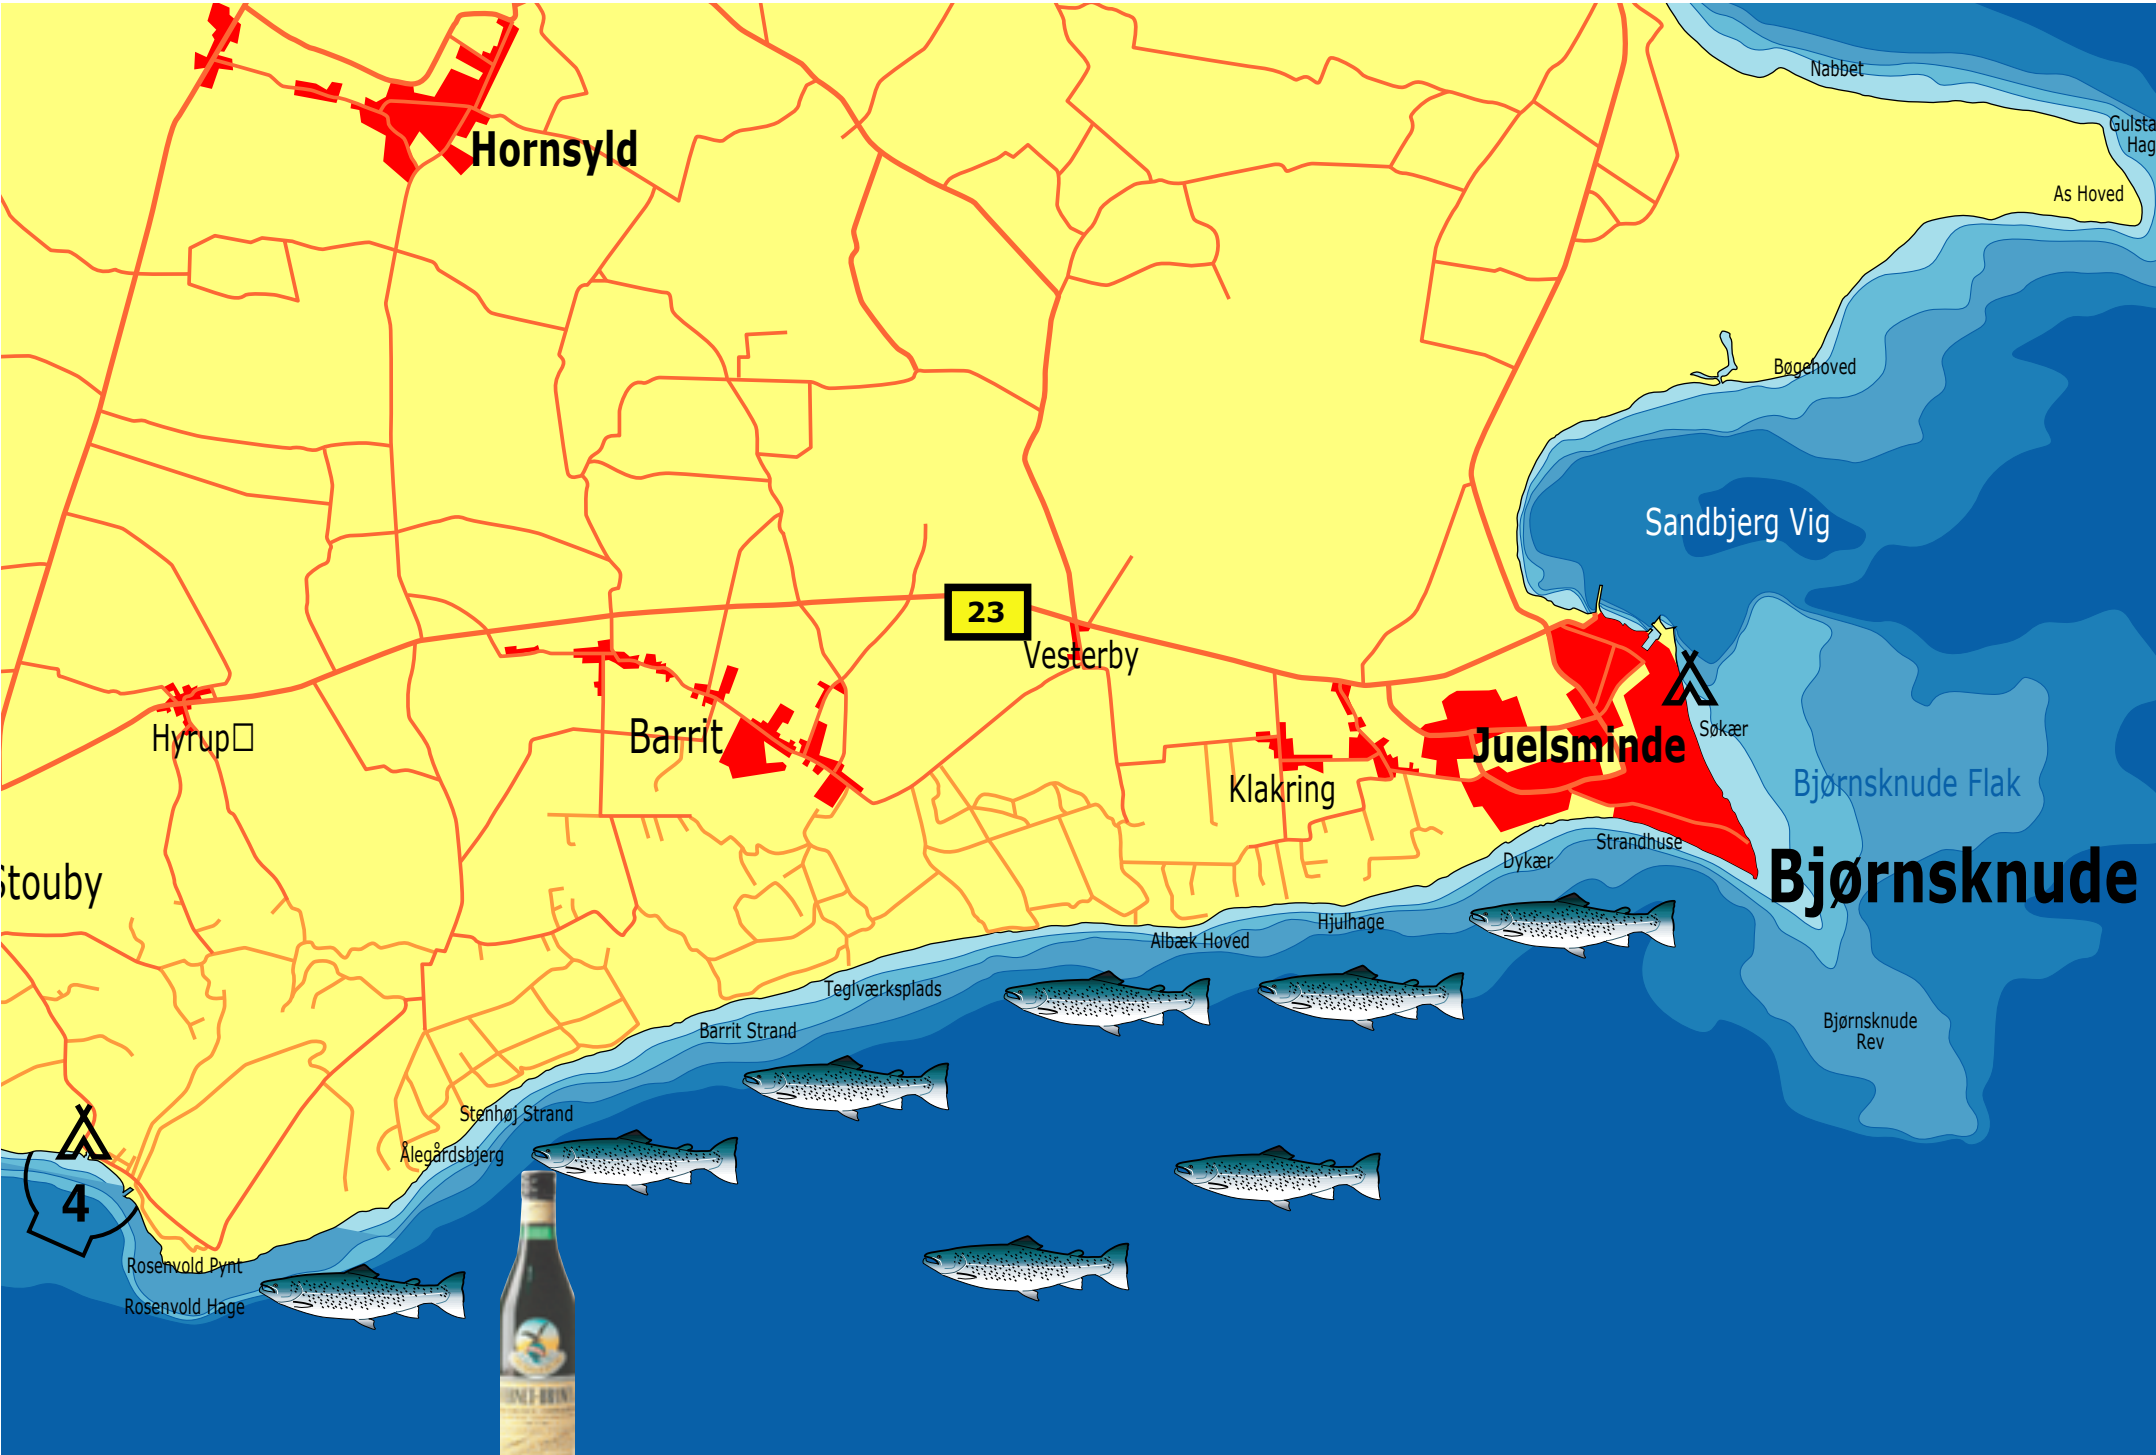 Nabbet
Gulsta
Hag
Hornsyld
As Hoved
Bøgehoved
Sandbjerg Vig
23
Vesterby
Hyrup
Barrit
Søkær
Juelsminde
Bjørnsknude Flak
Klakring
Strandhuse
Dykær
Bjørnsknude
Stouby
Hjulhage
Albæk Hoved
Teglværksplads
Barrit Strand
Bjørnsknude
Rev
Stenhøj Strand
Ålegårdsbjerg
4
Rosenvold Pynt
Rosenvold Hage